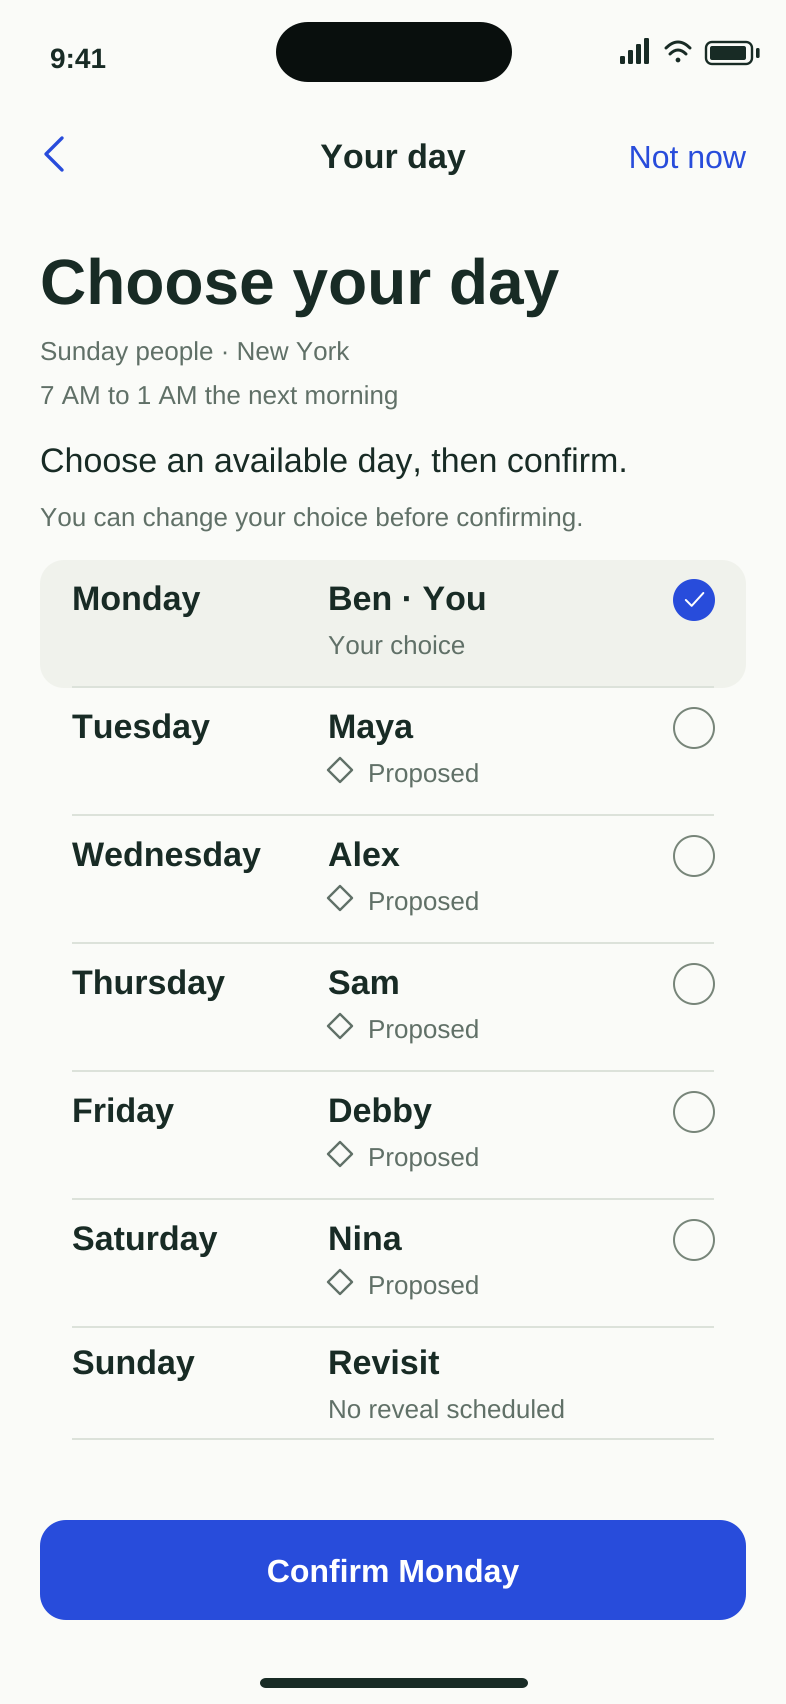 9:41
Your day
Not now
Choose your day
Sunday people · New York
7 AM to 1 AM the next morning
Choose an available day, then confirm.
You can change your choice before confirming.
Monday
Ben · You
Your choice
Tuesday
Maya
Proposed
Wednesday
Alex
Proposed
Thursday
Sam
Proposed
Friday
Debby
Proposed
Saturday
Nina
Proposed
Sunday
Revisit
No reveal scheduled
Confirm Monday